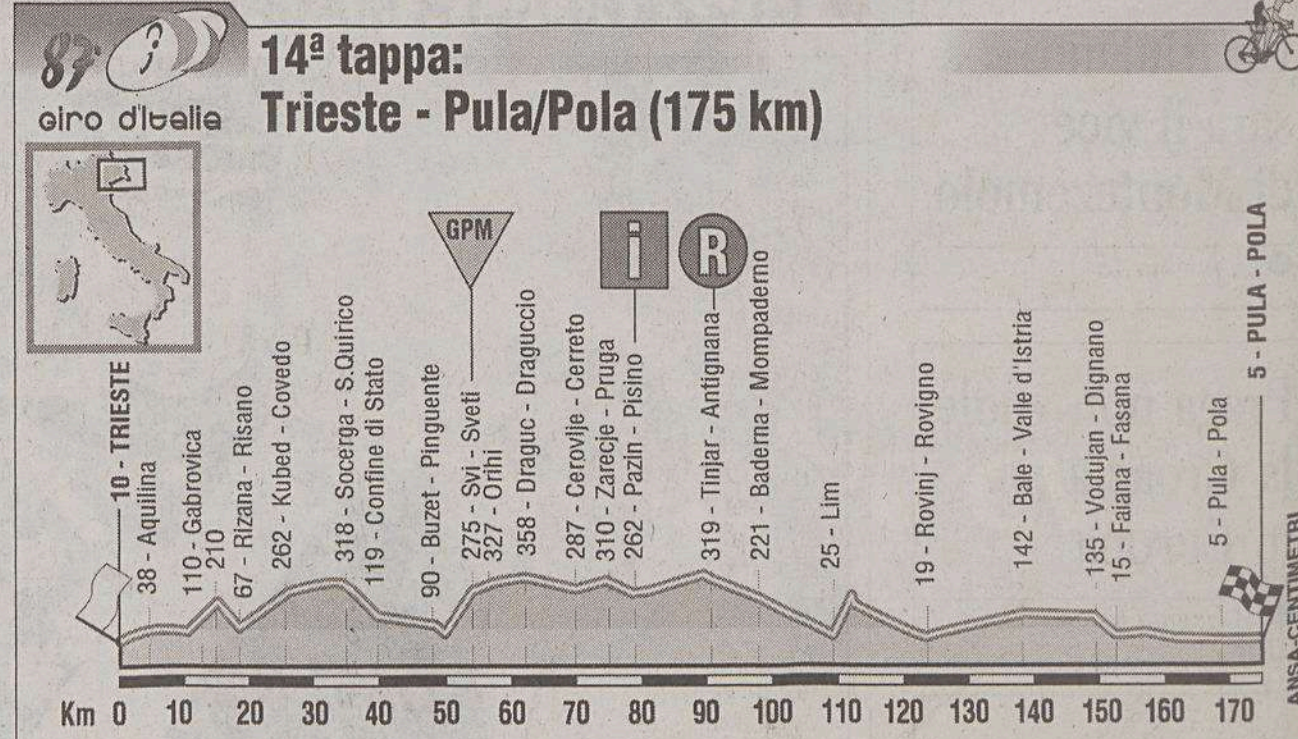 87°
giro d'Italia
14ª tappa:
Trieste - Pula/Pola (175 km)
GPM
i
R
10 - TRIESTE
38 - Aquilina
110 - Gabrovica
210
67 - Rizana - Risano
262 - Kubed - Covedo
318 - Socerga - S.Quirico
119 - Confine di Stato
90 - Buzet - Pinguente
275 - Svi - Sveti
327 - Orihi
358 - Draguc - Draguccio
287 - Cerovije - Cerreto
310 - Zarecje - Pruga
262 - Pazin - Pisino
319 - Tinjar - Antignana
221 - Baderna - Mompaderno
25 - Lim
19 - Rovinj - Rovigno
142 - Bale - Valle d'Istria
135 - Vodujan - Dignano
15 - Faiana - Fasana
5 - Pula - Pola
5 - PULA - POLA
Km 0 10 20 30 40 50 60 70 80 90 100 110 120 130 140 150 160 170
ANSA-CENTIMETRI